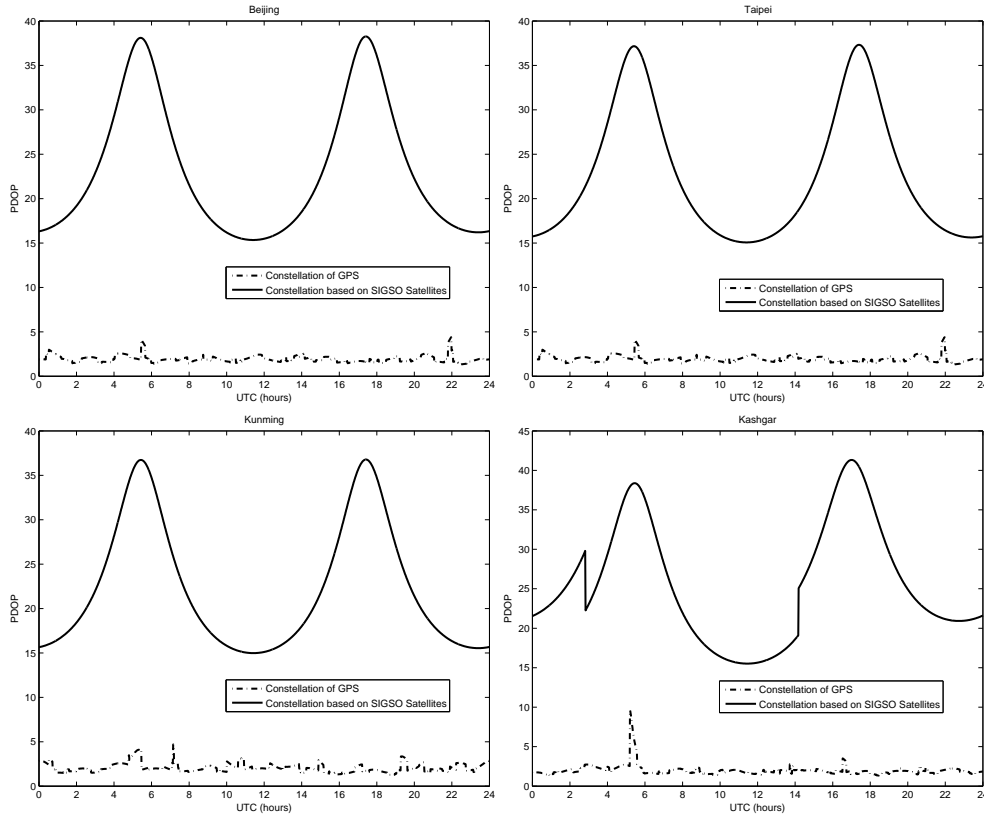 Beijing
40
35
30
25
20
15
10
5
0
PDOP
Constellation of GPS
Constellation based on SIGSO Satellites
0 2 4 6 8 10 12 14 16 18 20 22 24
UTC (hours)
Taipei
40
35
30
25
20
15
10
5
0
PDOP
Constellation of GPS
Constellation based on SIGSO Satellites
0 2 4 6 8 10 12 14 16 18 20 22 24
UTC (hours)
Kunming
40
35
30
25
20
15
10
5
0
PDOP
Constellation of GPS
Constellation based on SIGSO Satellites
0 2 4 6 8 10 12 14 16 18 20 22 24
UTC (hours)
Kashgar
45
40
35
30
25
20
15
10
5
0
PDOP
Constellation of GPS
Constellation based on SIGSO Satellites
0 2 4 6 8 10 12 14 16 18 20 22 24
UTC (hours)